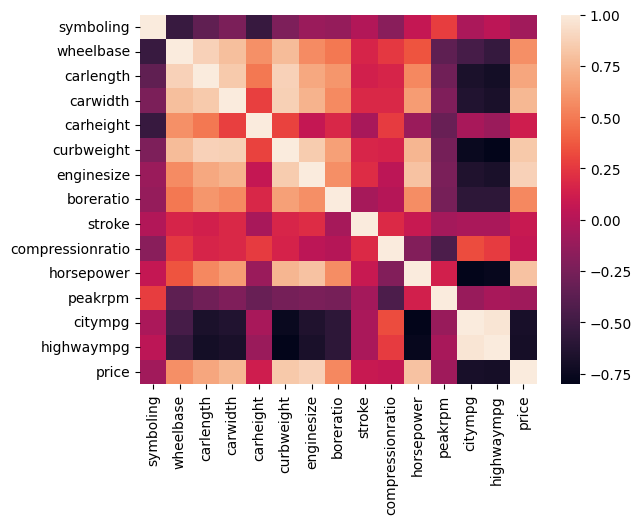 symboling
wheelbase
carlength
carwidth
carheight
curbweight
enginesize
boreratio
stroke
compressionratio
horsepower
peakrpm
citympg
highwaympg
price
symboling
wheelbase
carlength
carwidth
carheight
curbweight
enginesize
boreratio
stroke
compressionratio
horsepower
peakrpm
citympg
highwaympg
price
1.00
0.75
0.50
0.25
0.00
−0.25
−0.50
−0.75